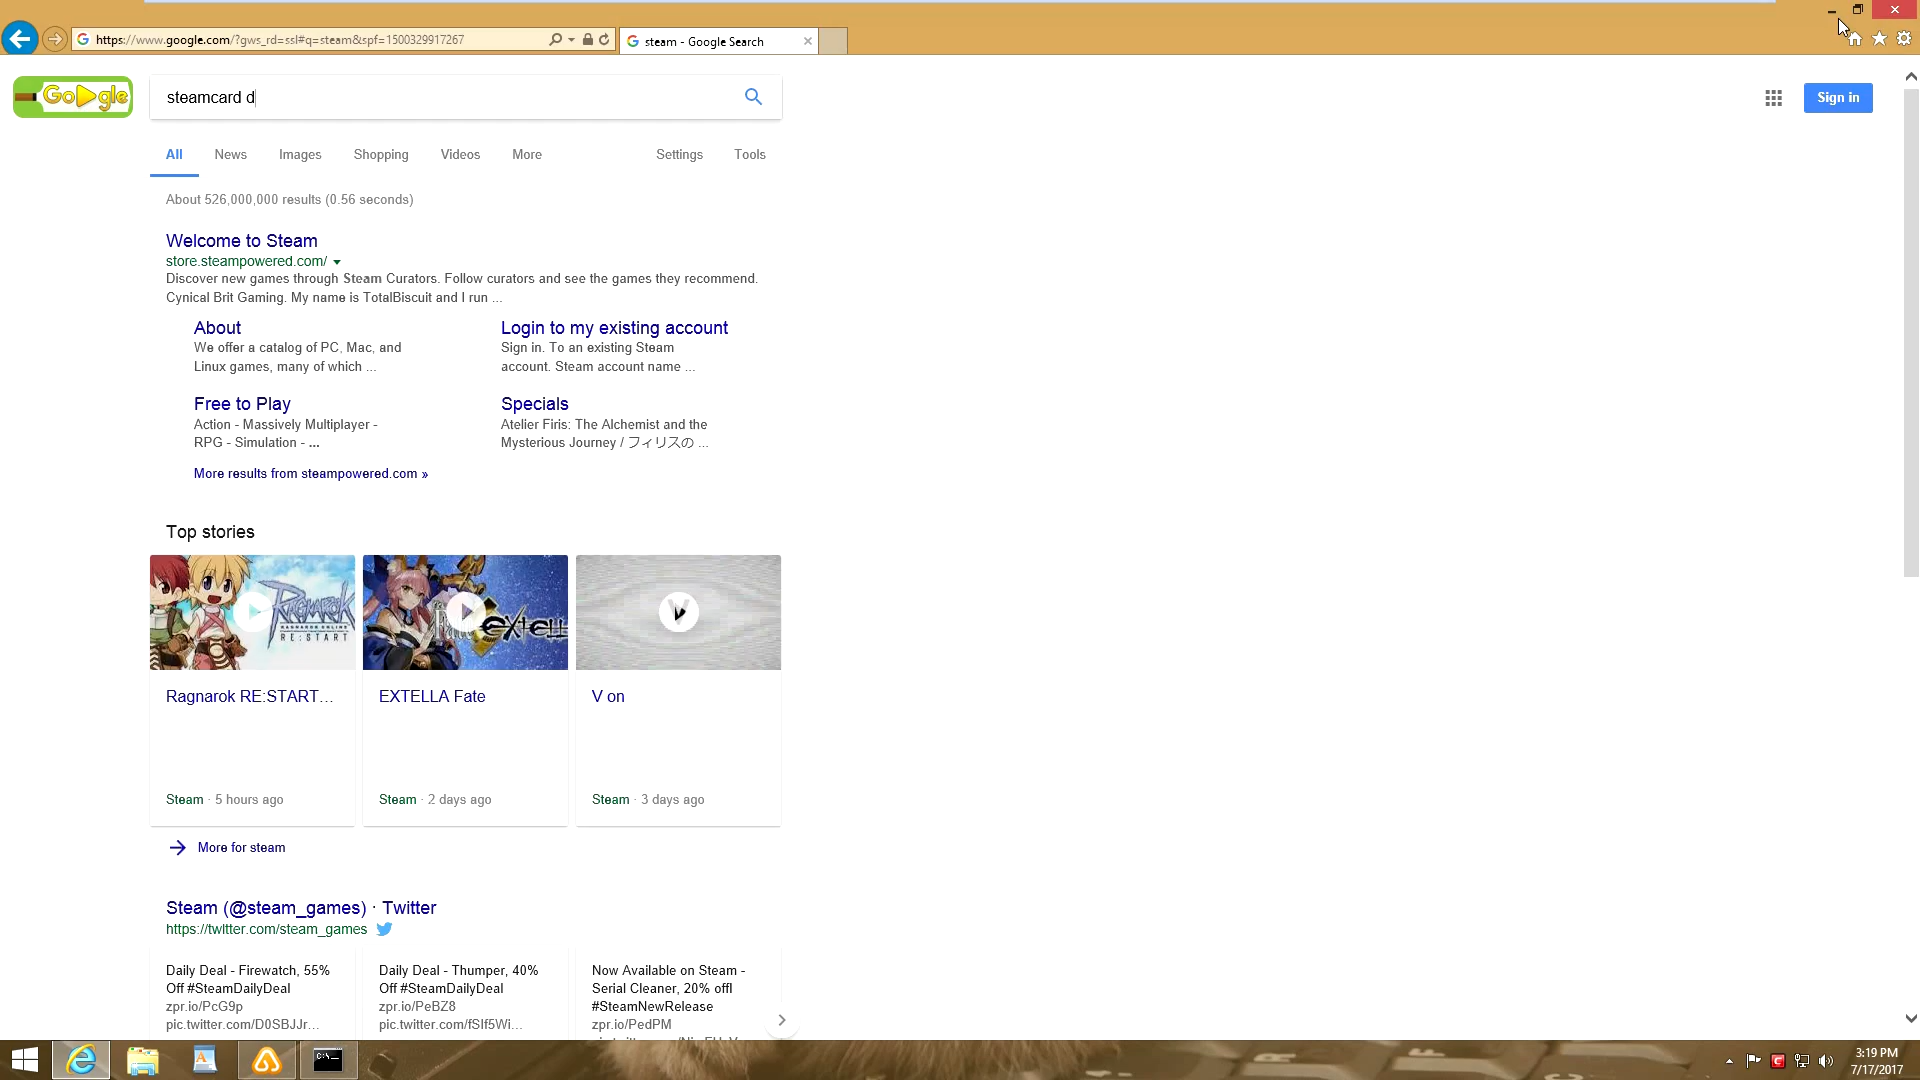 https://www.google.com/?gws_rd=ssl#q=steam&spf=1500329917267
steam - Google Search
Google
steamcard d
Sign in
All
News
Images
Shopping
Videos
More
Settings
Tools
About 526,000,000 results (0.56 seconds)
Welcome to Steam
store.steampowered.com/
Discover new games through Steam Curators. Follow curators and see the games they recommend.
Cynical Brit Gaming. My name is TotalBiscuit and I run ...
About
We offer a catalog of PC, Mac, and
Linux games, many of which ...
Login to my existing account
Sign in. To an existing Steam
account. Steam account name ...
Free to Play
Action - Massively Multiplayer -
RPG - Simulation - ...
Specials
Atelier Firis: The Alchemist and the
Mysterious Journey / フィリスの ...
More results from steampowered.com »
Top stories
RAGNAROK
RE:START
Fate
EXTELL
Ragnarok RE:START...
Steam · 5 hours ago
EXTELLA Fate
Steam · 2 days ago
V on
Steam · 3 days ago
More for steam
Steam (@steam_games) · Twitter
https://twitter.com/steam_games
Daily Deal - Firewatch, 55%
Off #SteamDailyDeal
zpr.io/PcG9p
pic.twitter.com/D0SBJJr...
Daily Deal - Thumper, 40%
Off #SteamDailyDeal
zpr.io/PeBZ8
pic.twitter.com/fSIf5Wi...
Now Available on Steam -
Serial Cleaner, 20% off!
#SteamNewRelease
zpr.io/PedPM
3:19 PM
7/17/2017